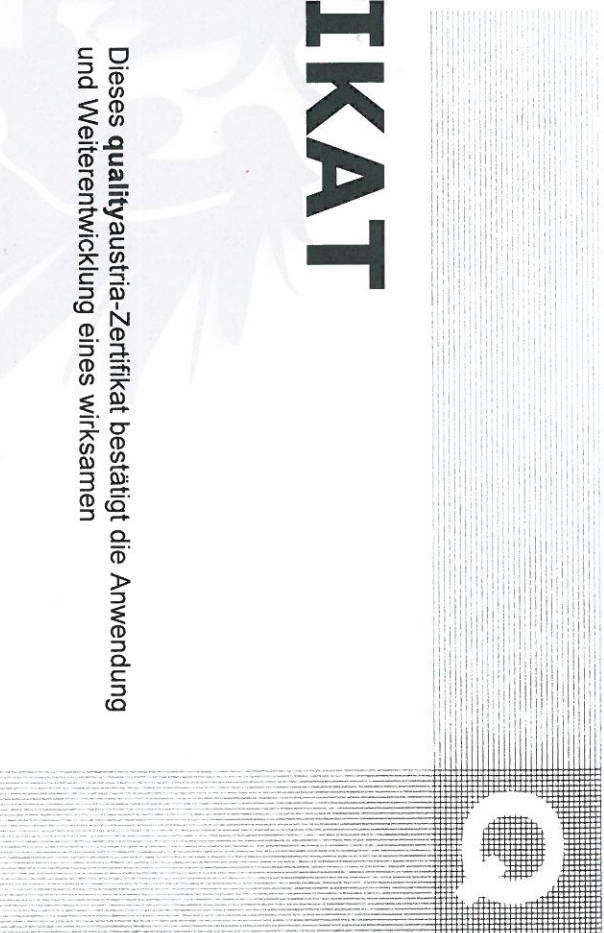 IKAT
Dieses qualityaustria-Zertifikat bestätigt die Anwendung
und Weiterentwicklung eines wirksamen
Q